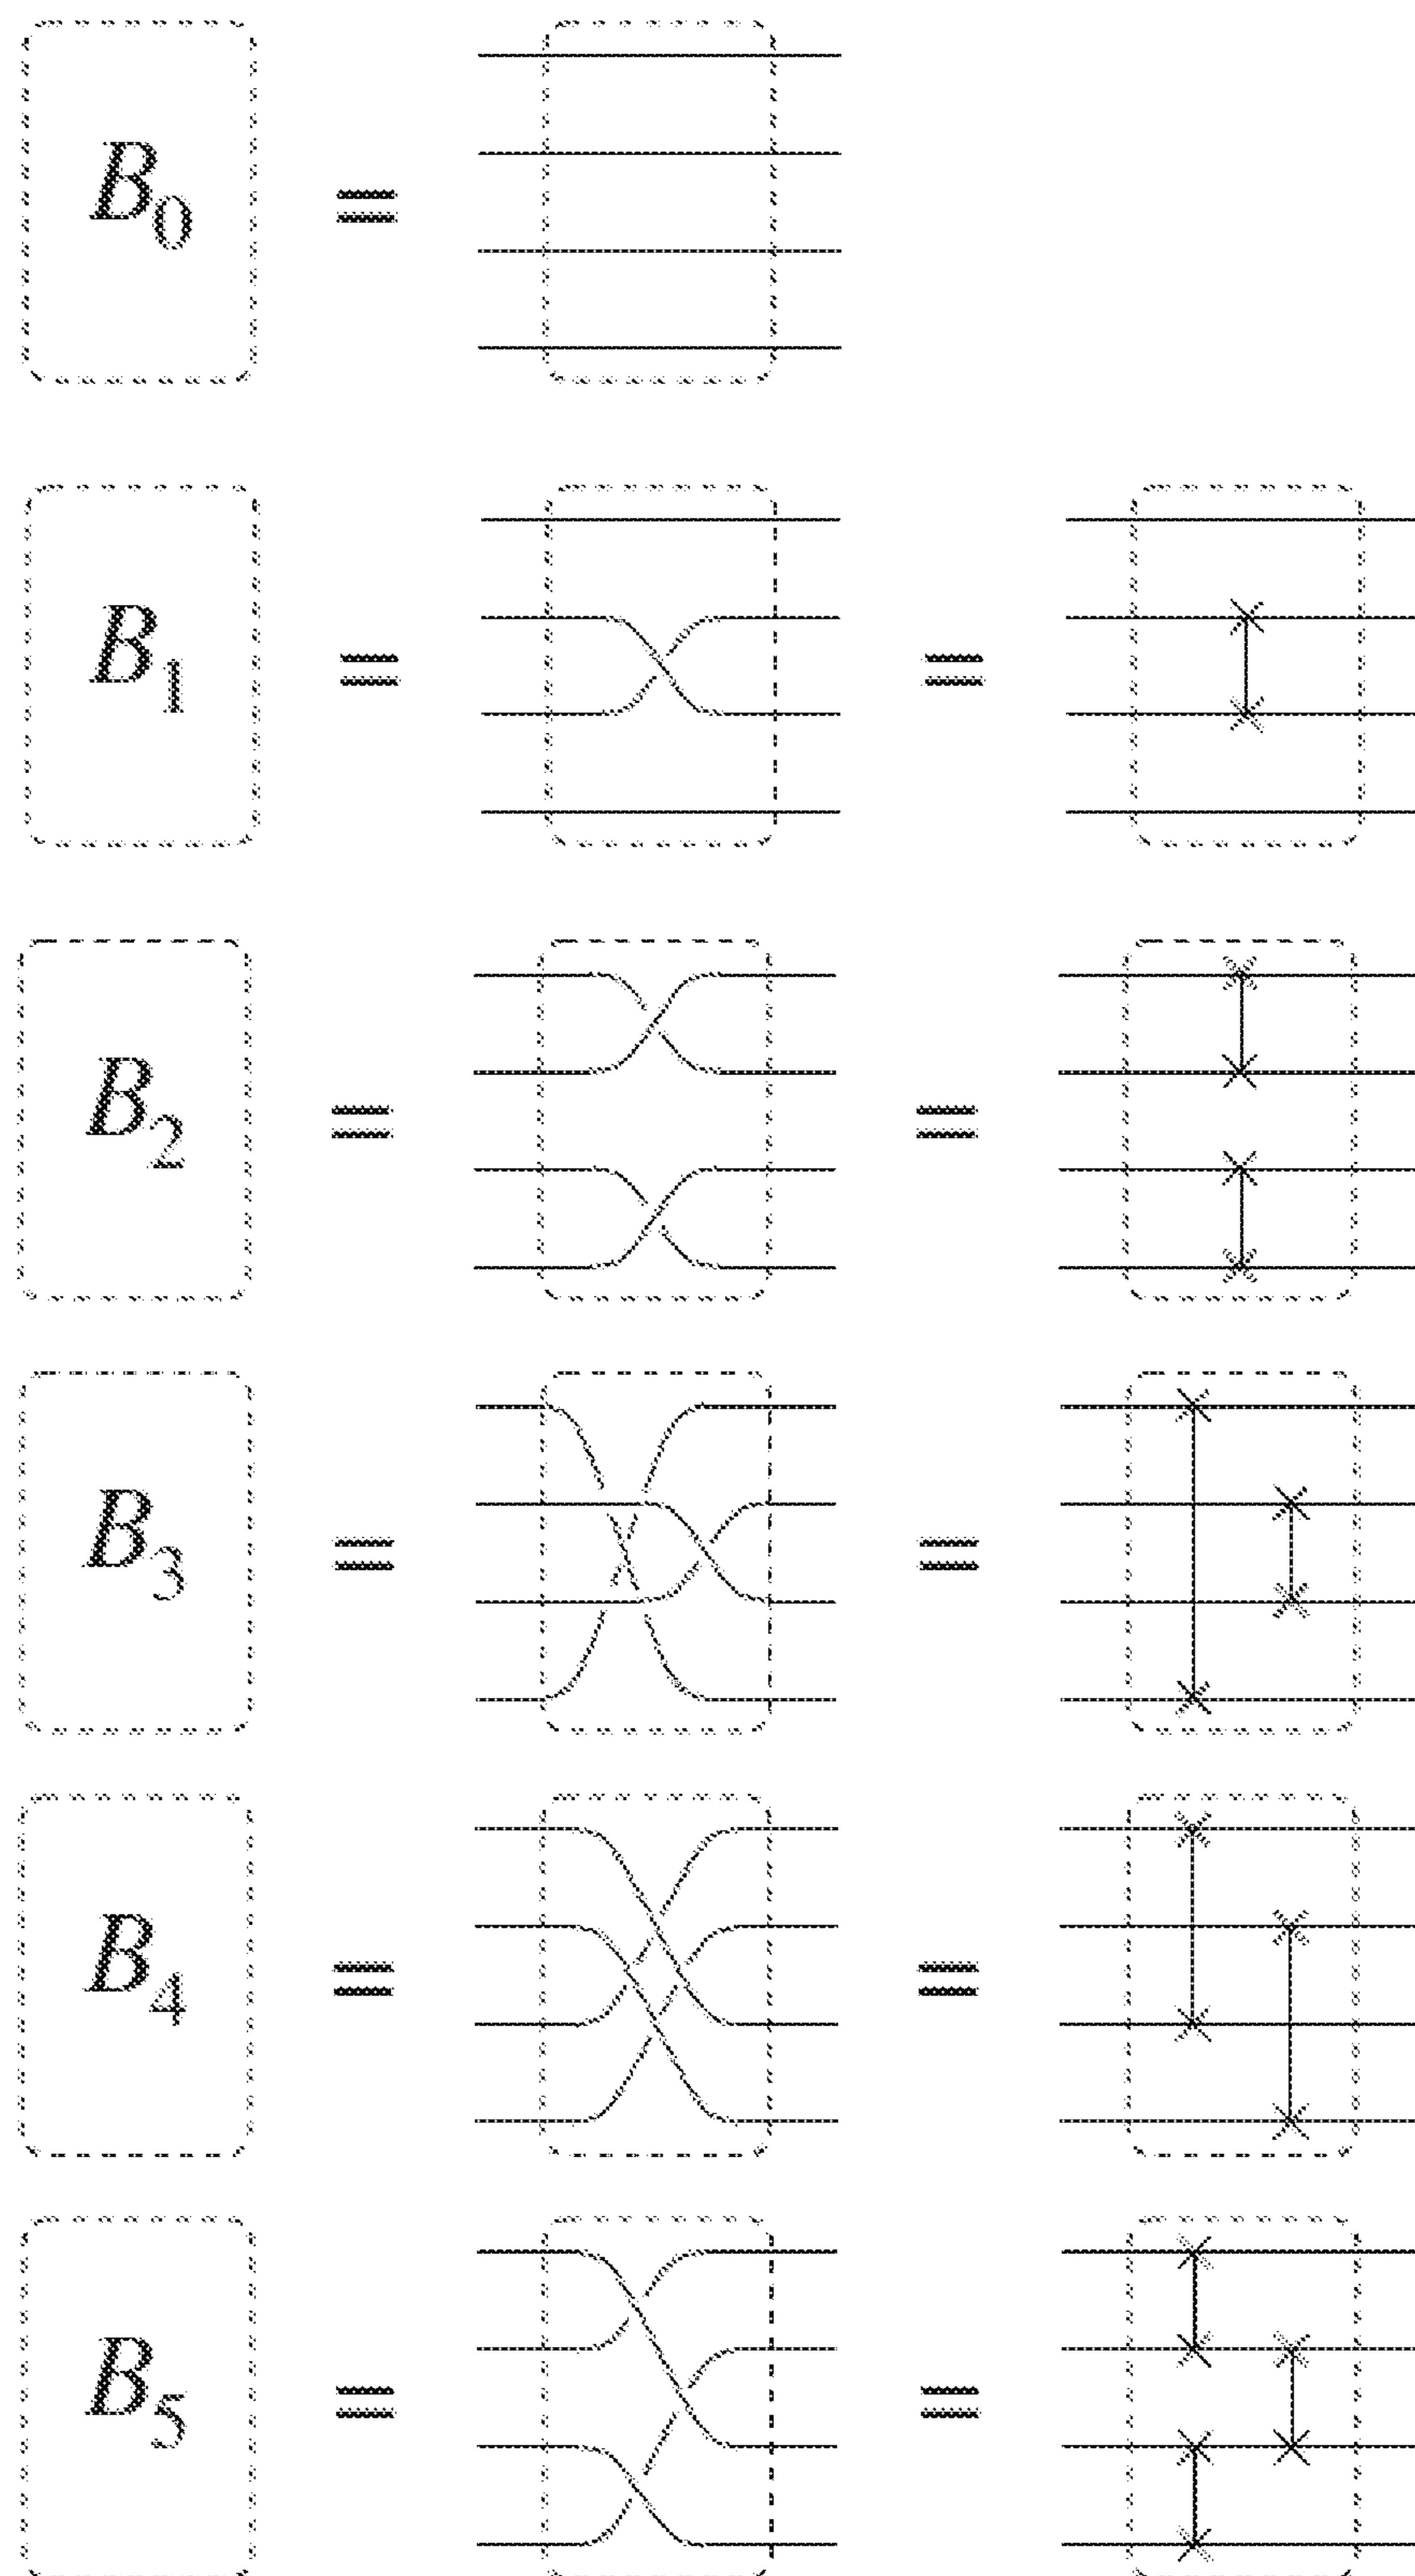 B₀ =
B₁ = =
B₂ = =
B₃ = =
B₄ = =
B₅ = =